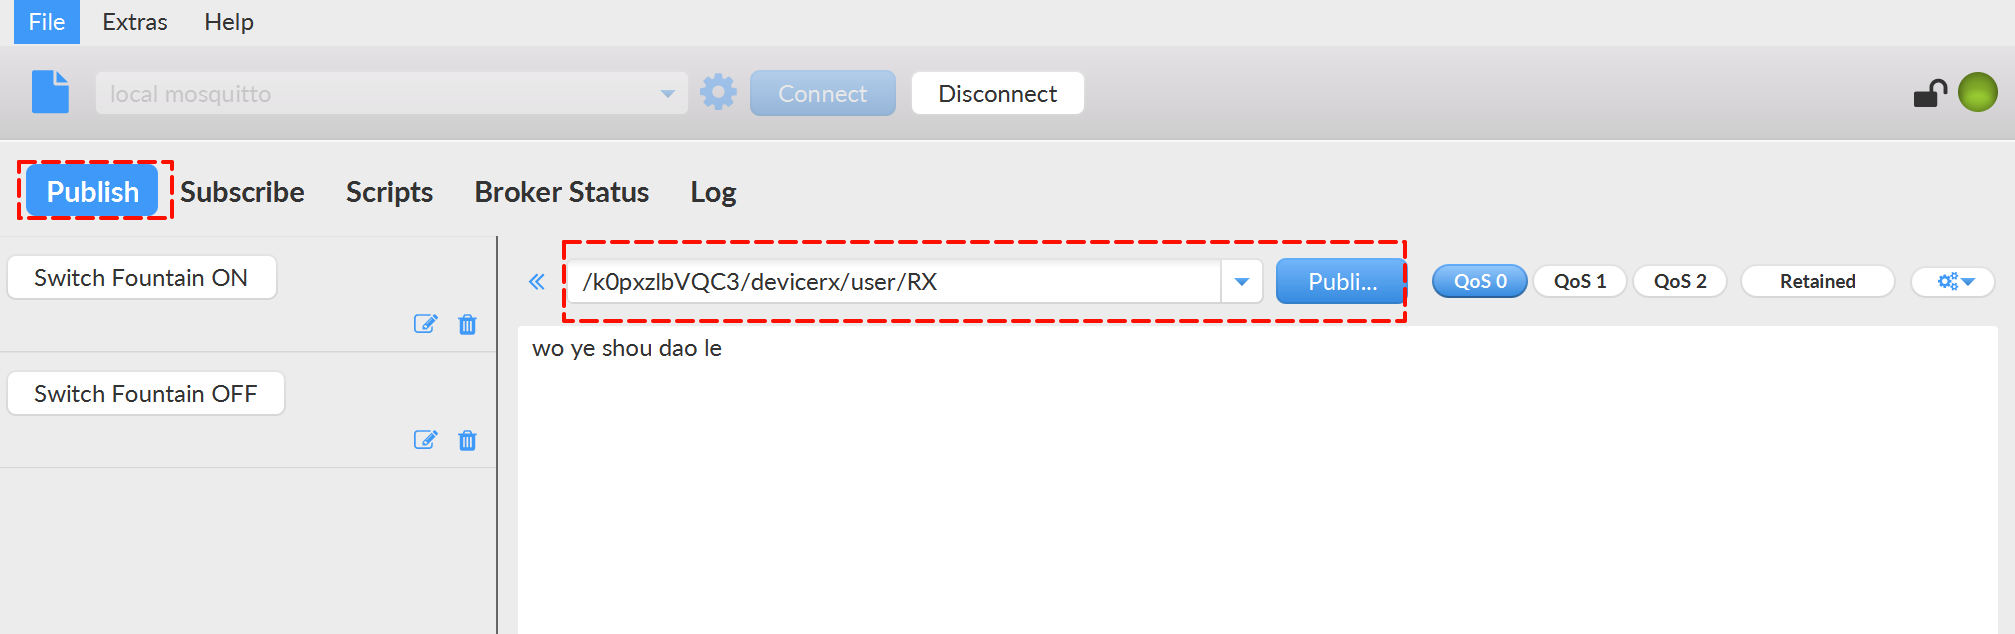 File Extras Help
local mosquitto Connect Disconnect
Publish Subscribe Scripts Broker Status Log
Switch Fountain ON
Switch Fountain OFF
/k0pxzlbVQC3/devicerx/user/RX Publi... QoS 0 QoS 1 QoS 2 Retained
wo ye shou dao le